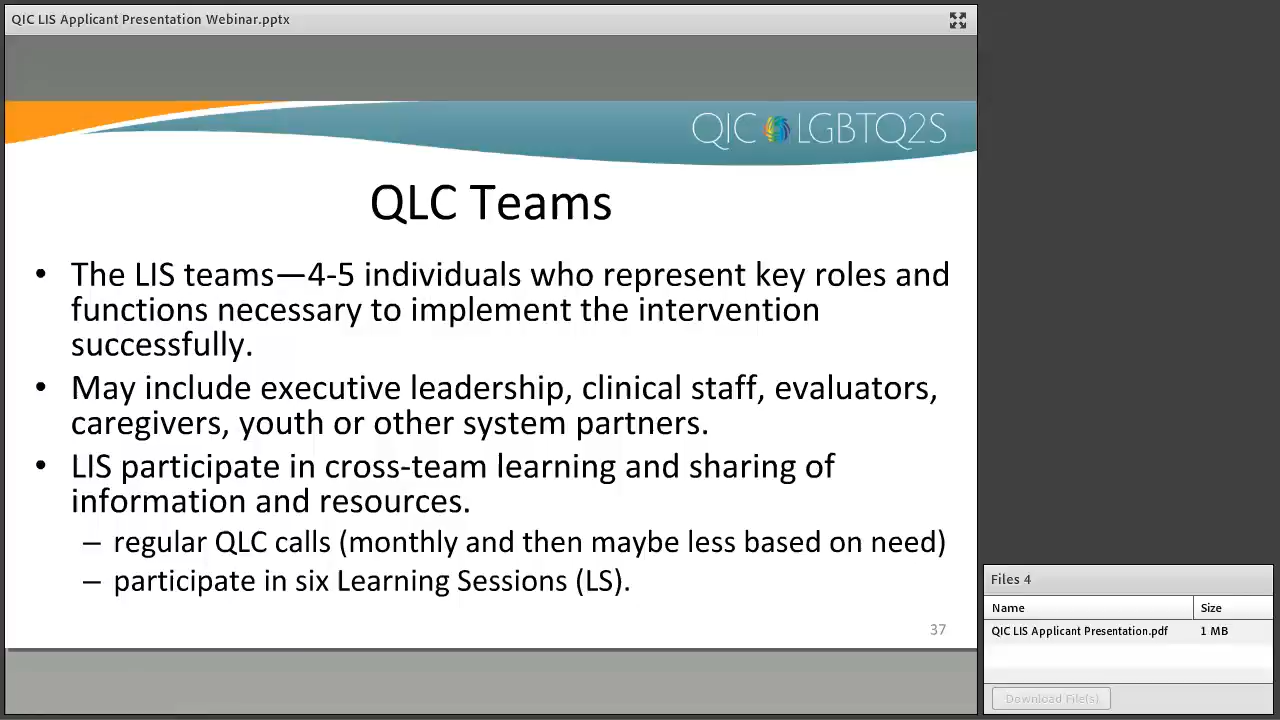 QIC LIS Applicant Presentation Webinar.pptx
QIC LGBTQ2S
QLC Teams
• The LIS teams—4-5 individuals who represent key roles and
functions necessary to implement the intervention
successfully.
• May include executive leadership, clinical staff, evaluators,
caregivers, youth or other system partners.
• LIS participate in cross-team learning and sharing of
information and resources.
– regular QLC calls (monthly and then maybe less based on need)
– participate in six Learning Sessions (LS).
37
Files 4
Name Size
QIC LIS Applicant Presentation.pdf 1 MB
Download File(s)